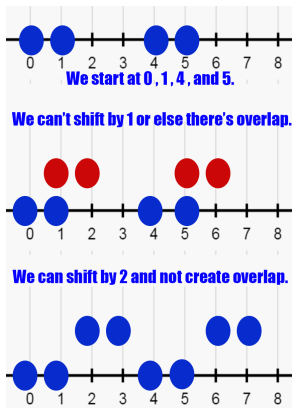 0 1 2 3 4 5 6 7 8
We start at 0 , 1, 4 , and 5.
We can't shift by 1 or else there's overlap.
0 1 2 3 4 5 6 7 8
We can shift by 2 and not create overlap.
0 1 2 3 4 5 6 7 8